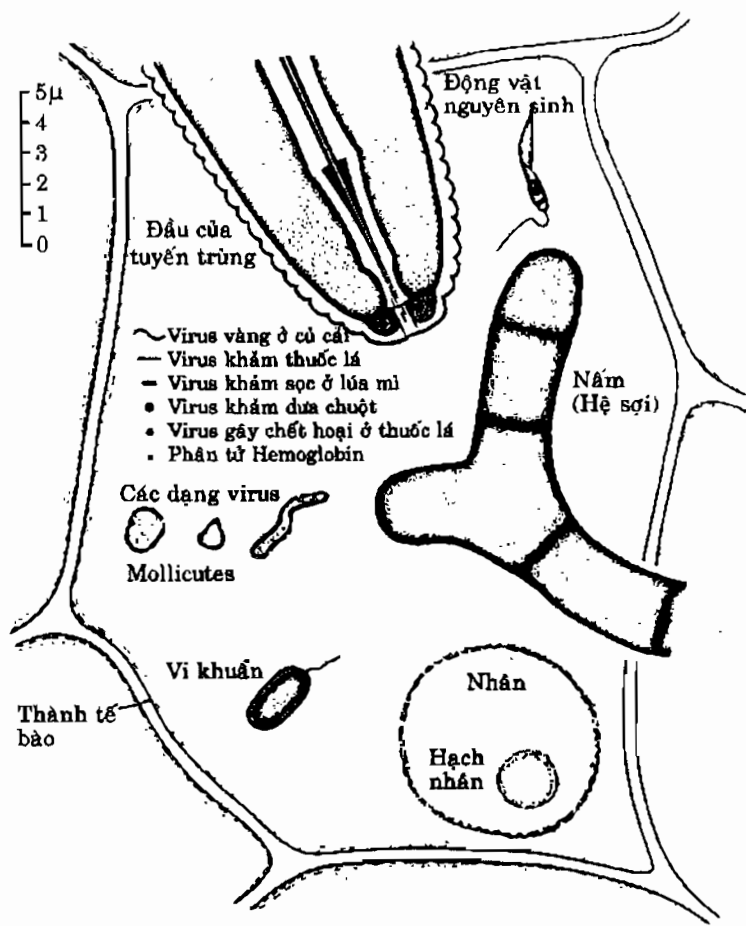 Động vật
nguyên sinh
5μ
4
3
2
1
0
Đầu của
tuyến trùng
Virus vàng ở củ cải
Virus khảm thuốc lá
Virus khảm sọc ở lúa mì
Virus khảm dưa chuột
Virus gây chết hoại ở thuốc lá
Phân tử Hemoglobin
Nấm
(Hệ sợi)
Các dạng virus
Mollicutes
Vi khuẩn
Nhân
Thành tế
bào
Hạch
nhân